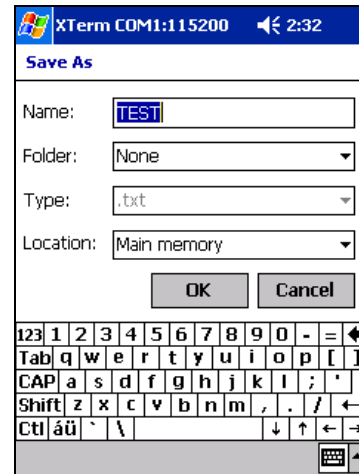 XTerm COM1:115200 2:32
Save As
Name: TEST
Folder: None
Type: .txt
Location: Main memory
OK Cancel
123 1 2 3 4 5 6 7 8 9 0 - =
Tab q w e r t y u i o p [ ]
CAP a s d f g h j k l ; '
Shift z x c v b n m , . /
Ctl áü ` \